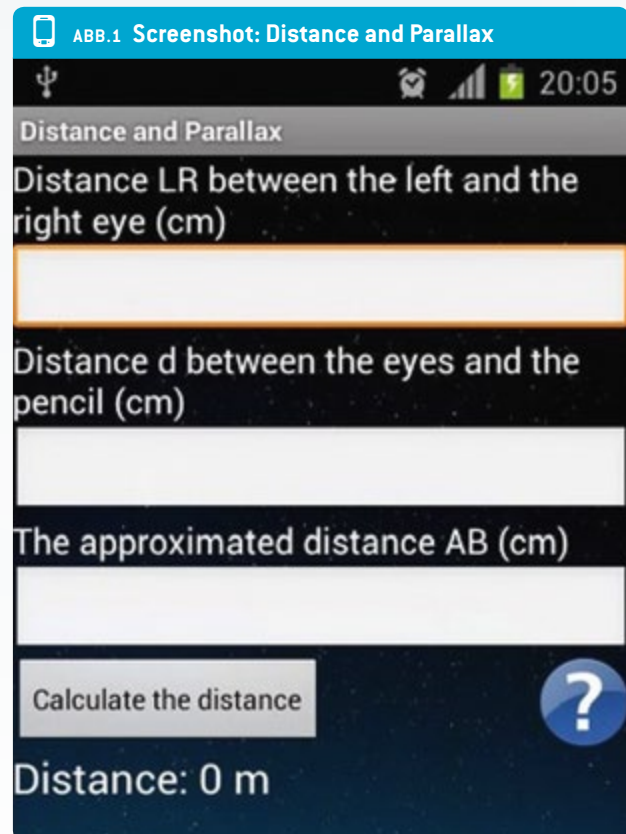 ABB.1 Screenshot: Distance and Parallax
20:05
Distance and Parallax
Distance LR between the left and the
right eye (cm)
Distance d between the eyes and the
pencil (cm)
The approximated distance AB (cm)
Calculate the distance
?
Distance: 0 m